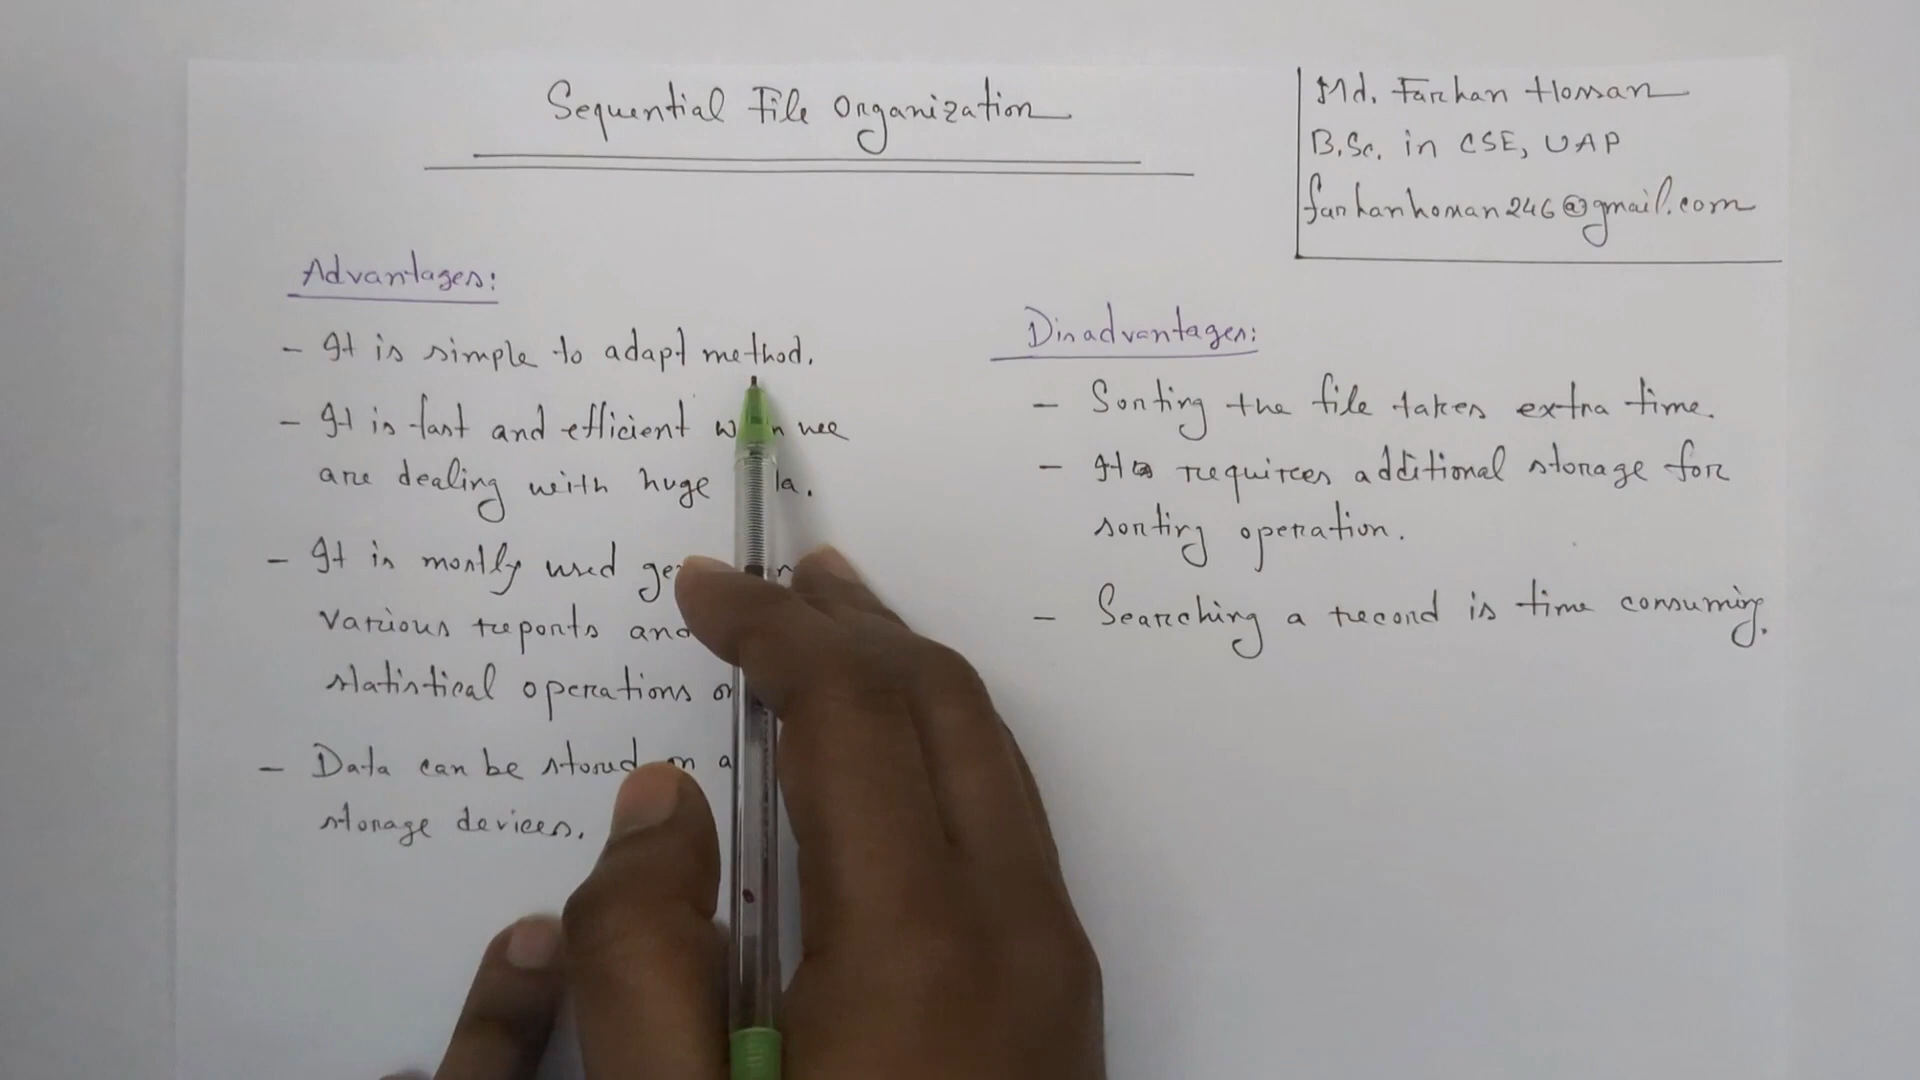 Sequential File Organization
Md. Farhan Hossan
B.Sc. in CSE, UAP
farhanhossan246@gmail.com
Advantages:
- It is simple to adapt method.
- It is fast and efficient we
are dealing with huge
- It is mostly used
various reports and
statistical operations
- Data can be stored on
storage devices.
Disadvantages:
- Sorting the file takes extra time.
- It requires additional storage for
sorting operation.
- Searching a record is time consuming.